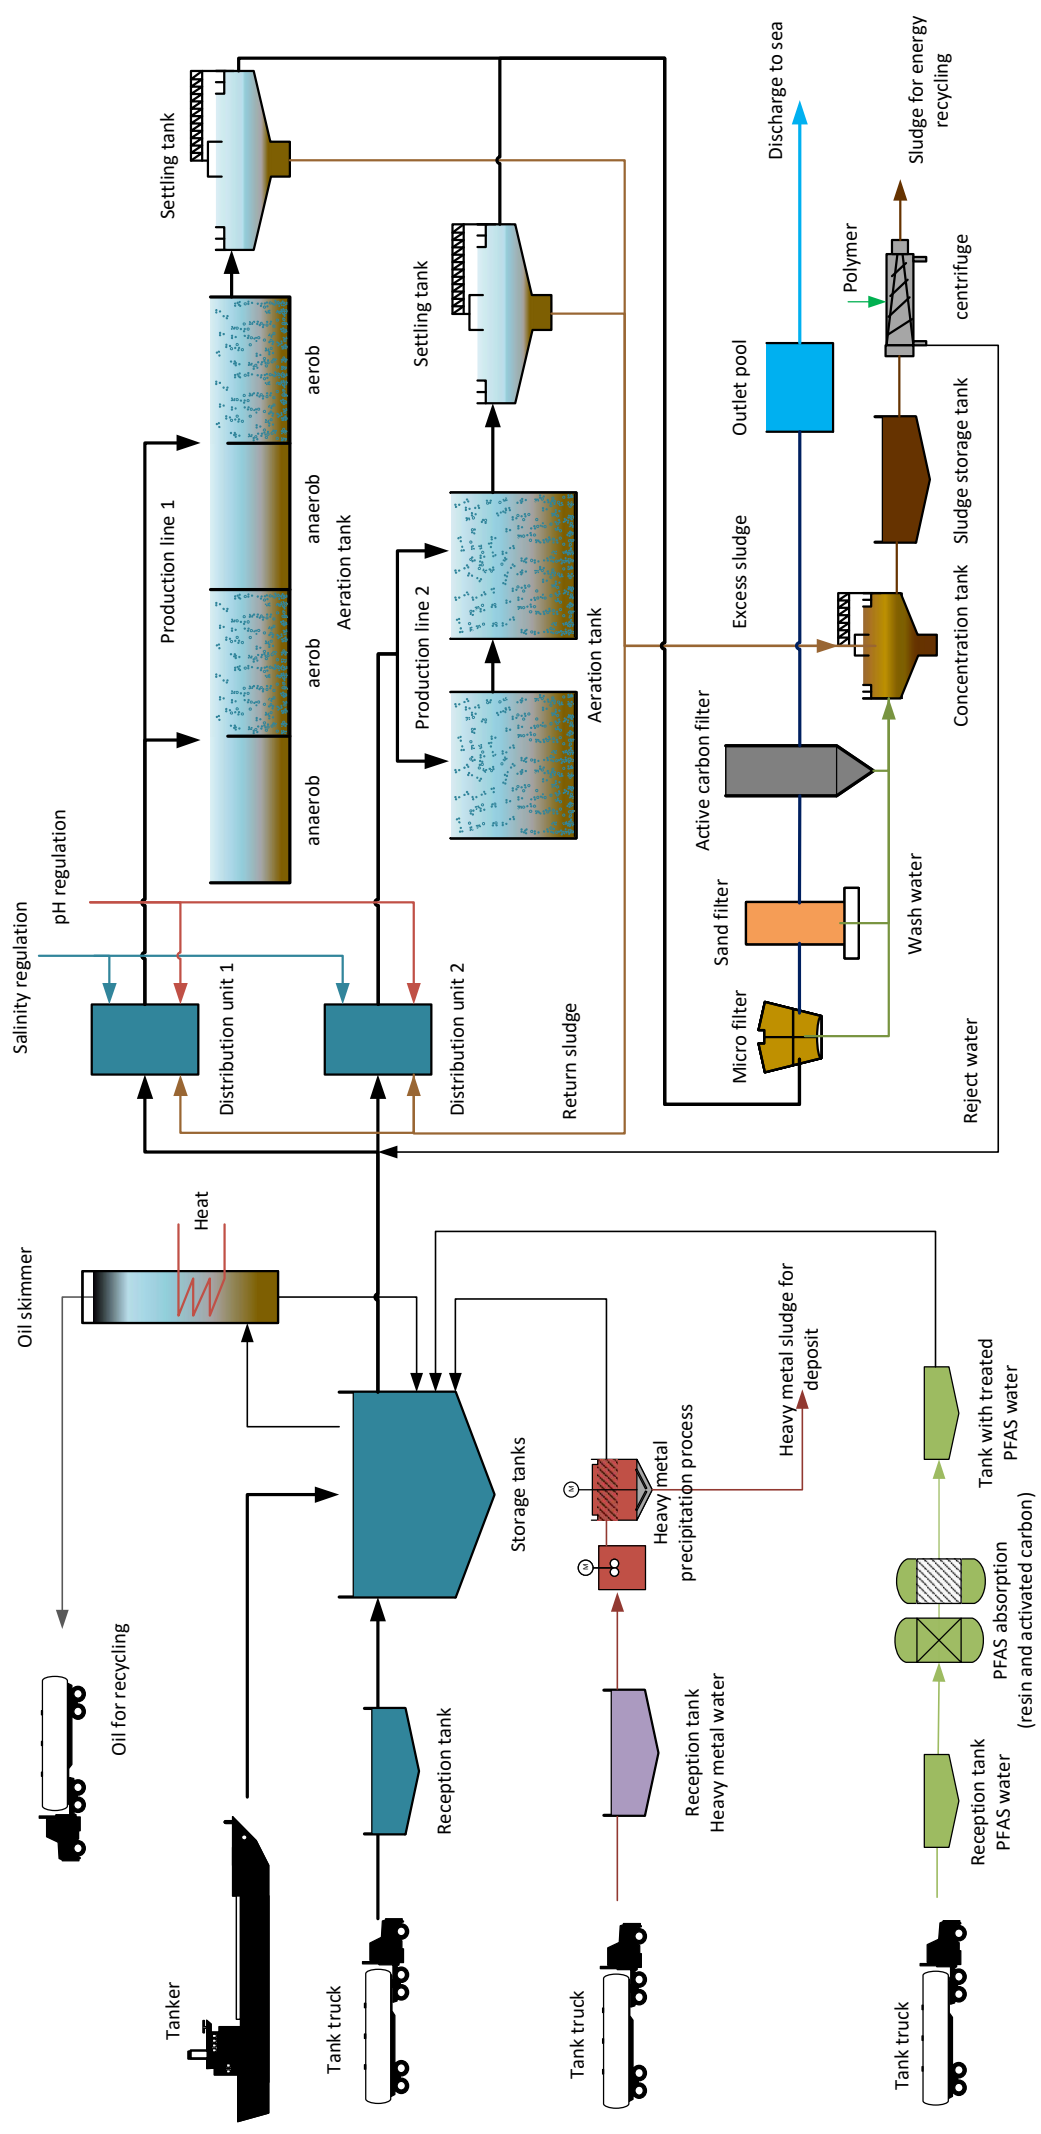 Tanker
Tank truck
Tank truck
Tank truck
Oil for recycling
Reception tank
Reception tank
Heavy metal water
Reception tank
PFAS water
PFAS absorption
(resin and activated carbon)
Tank with treated
PFAS water
Oil skimmer
Heat
Storage tanks
M
M
Heavy metal
precipitation process
Heavy metal sludge for
deposit
Salinity regulation
pH regulation
Distribution unit 1
Distribution unit 2
Return sludge
Reject water
Production line 1
anaerob
aerob
anaerob
aerob
Aeration tank
Settling tank
Production line 2
Aeration tank
Settling tank
Micro filter
Sand filter
Active carbon filter
Wash water
Excess sludge
Outlet pool
Discharge to sea
Concentration tank
Sludge storage tank
Polymer
centrifuge
Sludge for energy
recycling